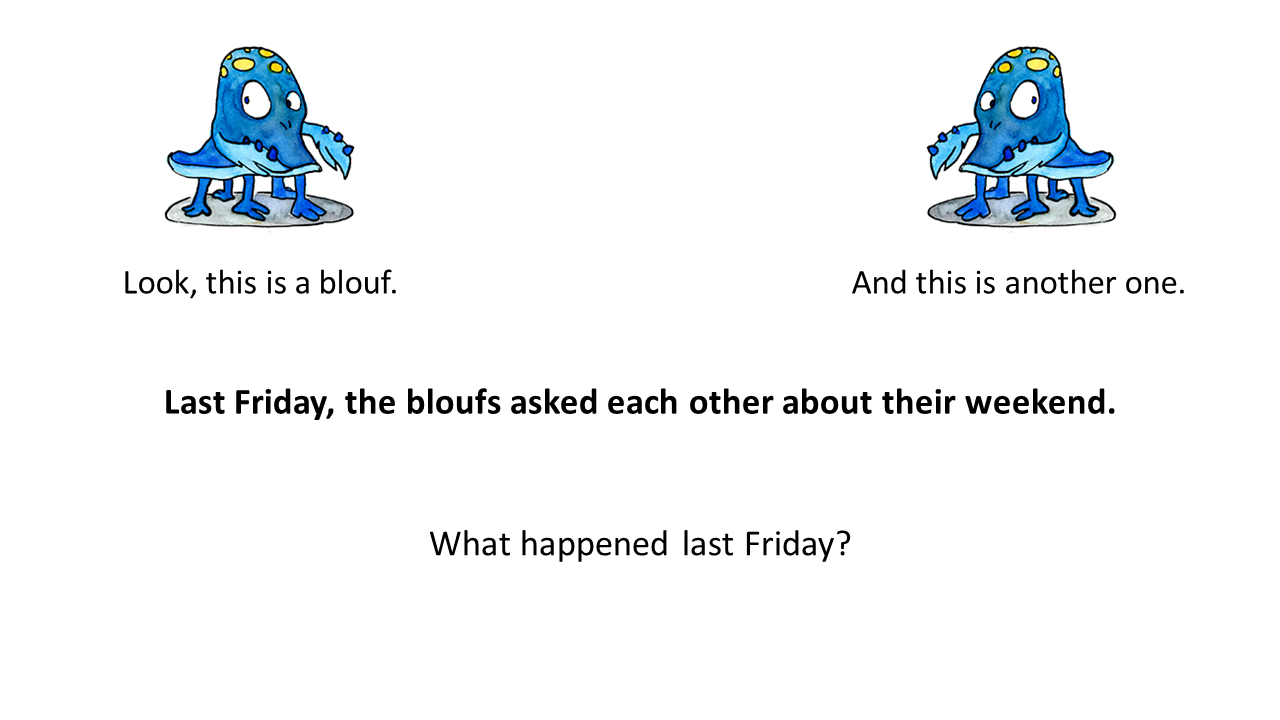 Look, this is a blouf.
And this is another one.
Last Friday, the bloufs asked each other about their weekend.
What happened last Friday?